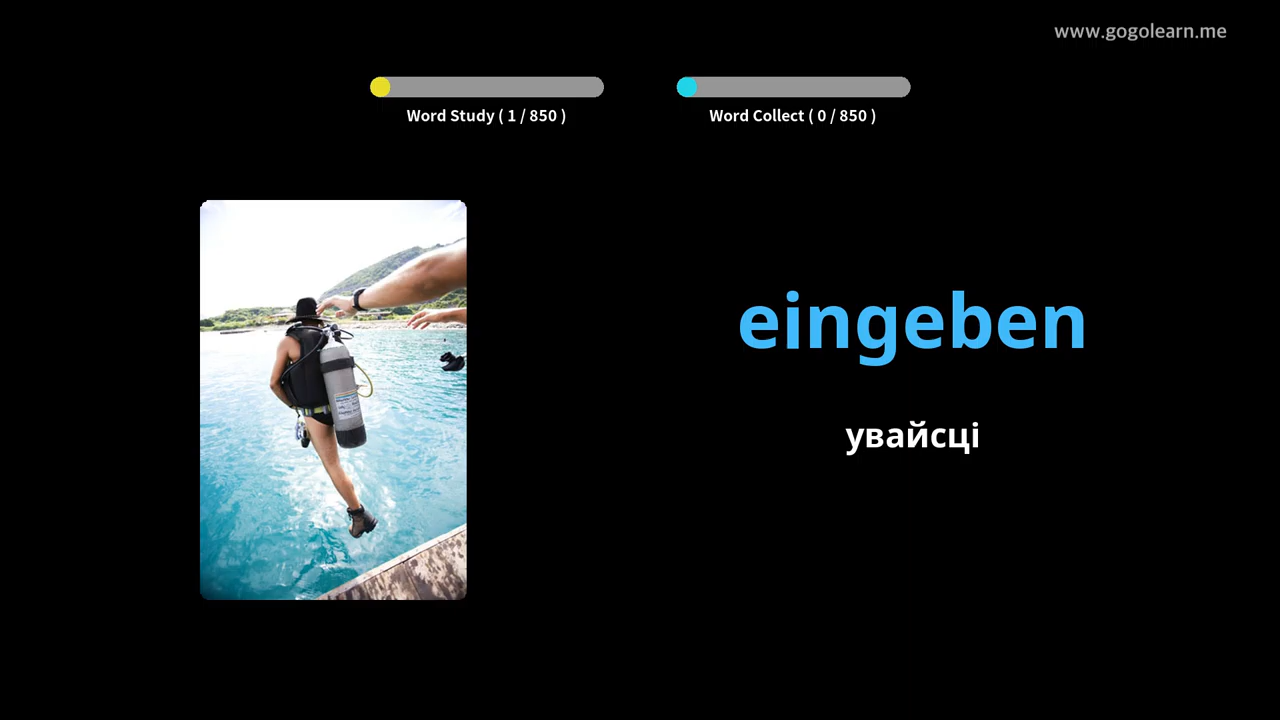 www.gogolearn.me
Word Study ( 1 / 850 )
Word Collect ( 0 / 850 )
eingeben
увайсці